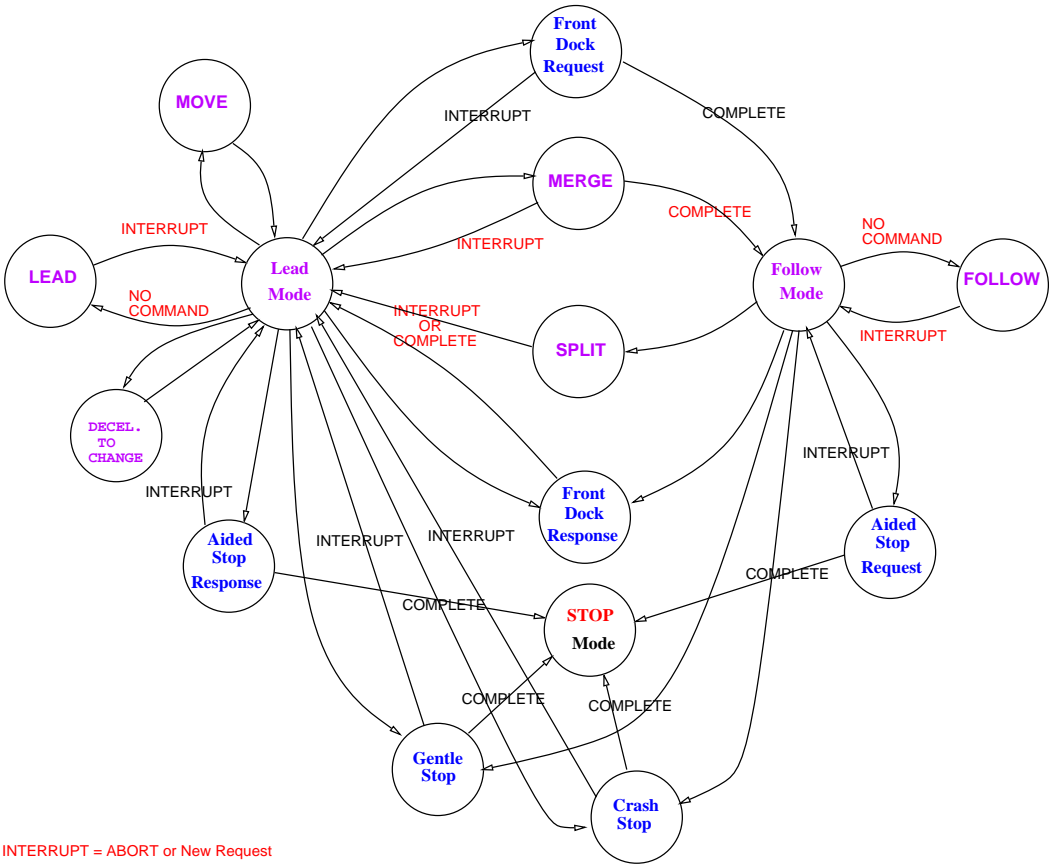 Front
Dock
Request
MOVE
INTERRUPT
COMPLETE
MERGE
COMPLETE
INTERRUPT
INTERRUPT
LEAD
Lead
Mode
NO
COMMAND
Follow
Mode
NO
COMMAND
FOLLOW
INTERRUPT
INTERRUPT
OR
COMPLETE
SPLIT
DECEL.
TO
CHANGE
INTERRUPT
INTERRUPT
Front
Dock
Response
INTERRUPT
INTERRUPT
Aided
Stop
Response
Aided
Stop
Request
COMPLETE
COMPLETE
STOP
Mode
COMPLETE
COMPLETE
Gentle
Stop
Crash
Stop
INTERRUPT = ABORT or New Request